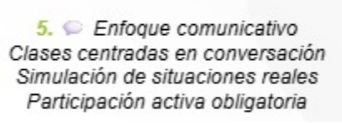 5. 💬 Enfoque comunicativo
Clases centradas en conversación
Simulación de situaciones reales
Participación activa obligatoria